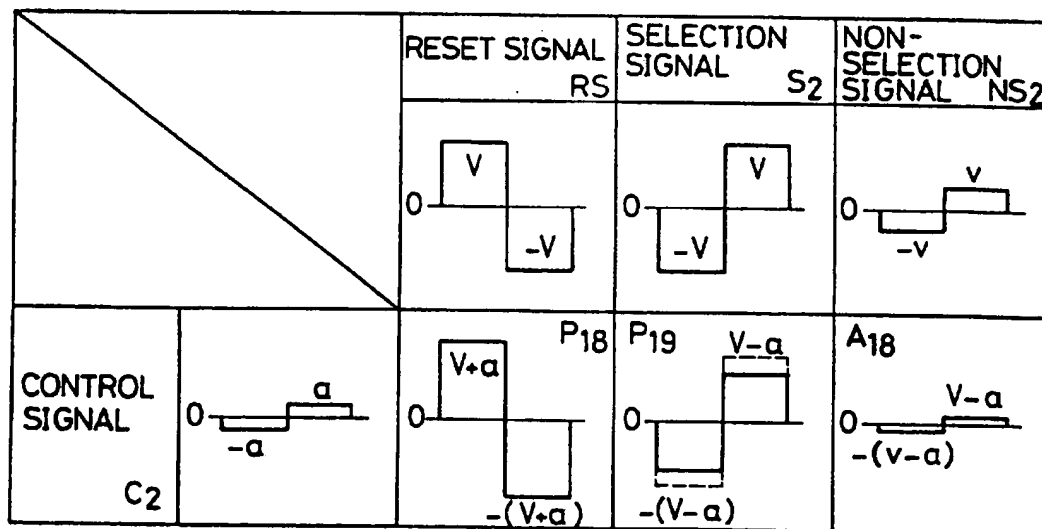 RESET SIGNAL
RS
SELECTION
SIGNAL
S2
NON-
SELECTION
SIGNAL NS2
V
0
-V
V
0
-V
v
0
-v
CONTROL
SIGNAL
C2
a
0
-a
P18
V+a
0
-(V+a)
P19
V-a
0
-(V-a)
A18
V-a
0
-(v-a)